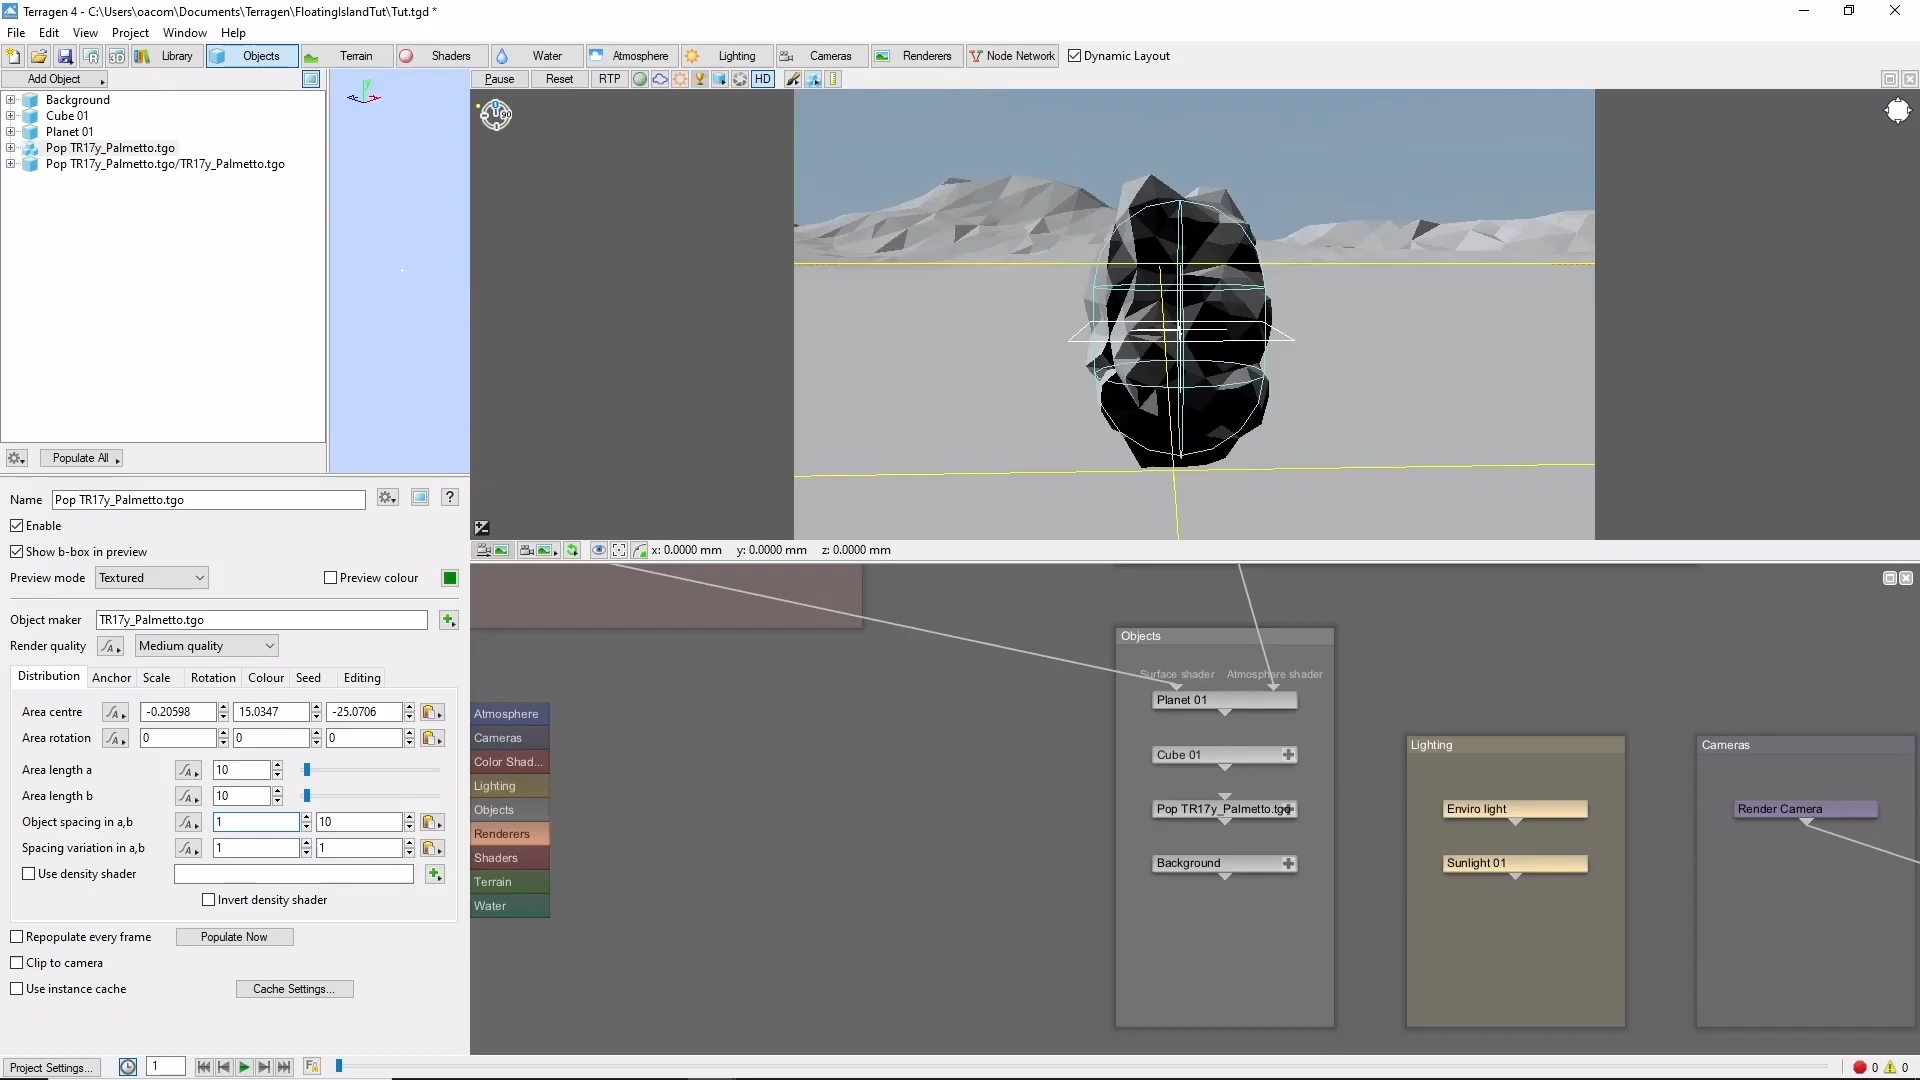 Terragen 4 - C:\Users\oacom\Documents\Terragen\FloatingIslandTut\Tut.tgd *
File Edit View Project Window Help
Library Objects Terrain Shaders Water Atmosphere Lighting Cameras Renderers Node Network Dynamic Layout
Add Object
Pause Reset RTP HD
Background
Cube 01
Planet 01
Pop TR17y_Palmetto.tgo
Pop TR17y_Palmetto.tgo/TR17y_Palmetto.tgo
Populate All
Name Pop TR17y_Palmetto.tgo ?
Enable
Show b-box in preview
Preview mode Textured Preview colour
Object maker TR17y_Palmetto.tgo
Render quality Medium quality
Distribution Anchor Scale Rotation Colour Seed Editing
Area centre -0.20598 15.0347 -25.0706
Area rotation 0 0 0
Area length a 10
Area length b 10
Object spacing in a,b 1 10
Spacing variation in a,b 1 1
Use density shader
Invert density shader
Repopulate every frame Populate Now
Clip to camera
Use instance cache Cache Settings...
x: 0.0000 mm y: 0.0000 mm z: 0.0000 mm
Atmosphere
Cameras
Color Shad...
Lighting
Objects
Renderers
Shaders
Terrain
Water
Objects
Surface shader Atmosphere shader
Planet 01
Cube 01
Pop TR17y_Palmetto.tgo
Background
Lighting
Enviro light
Sunlight 01
Cameras
Render Camera
Project Settings... 1
0 0